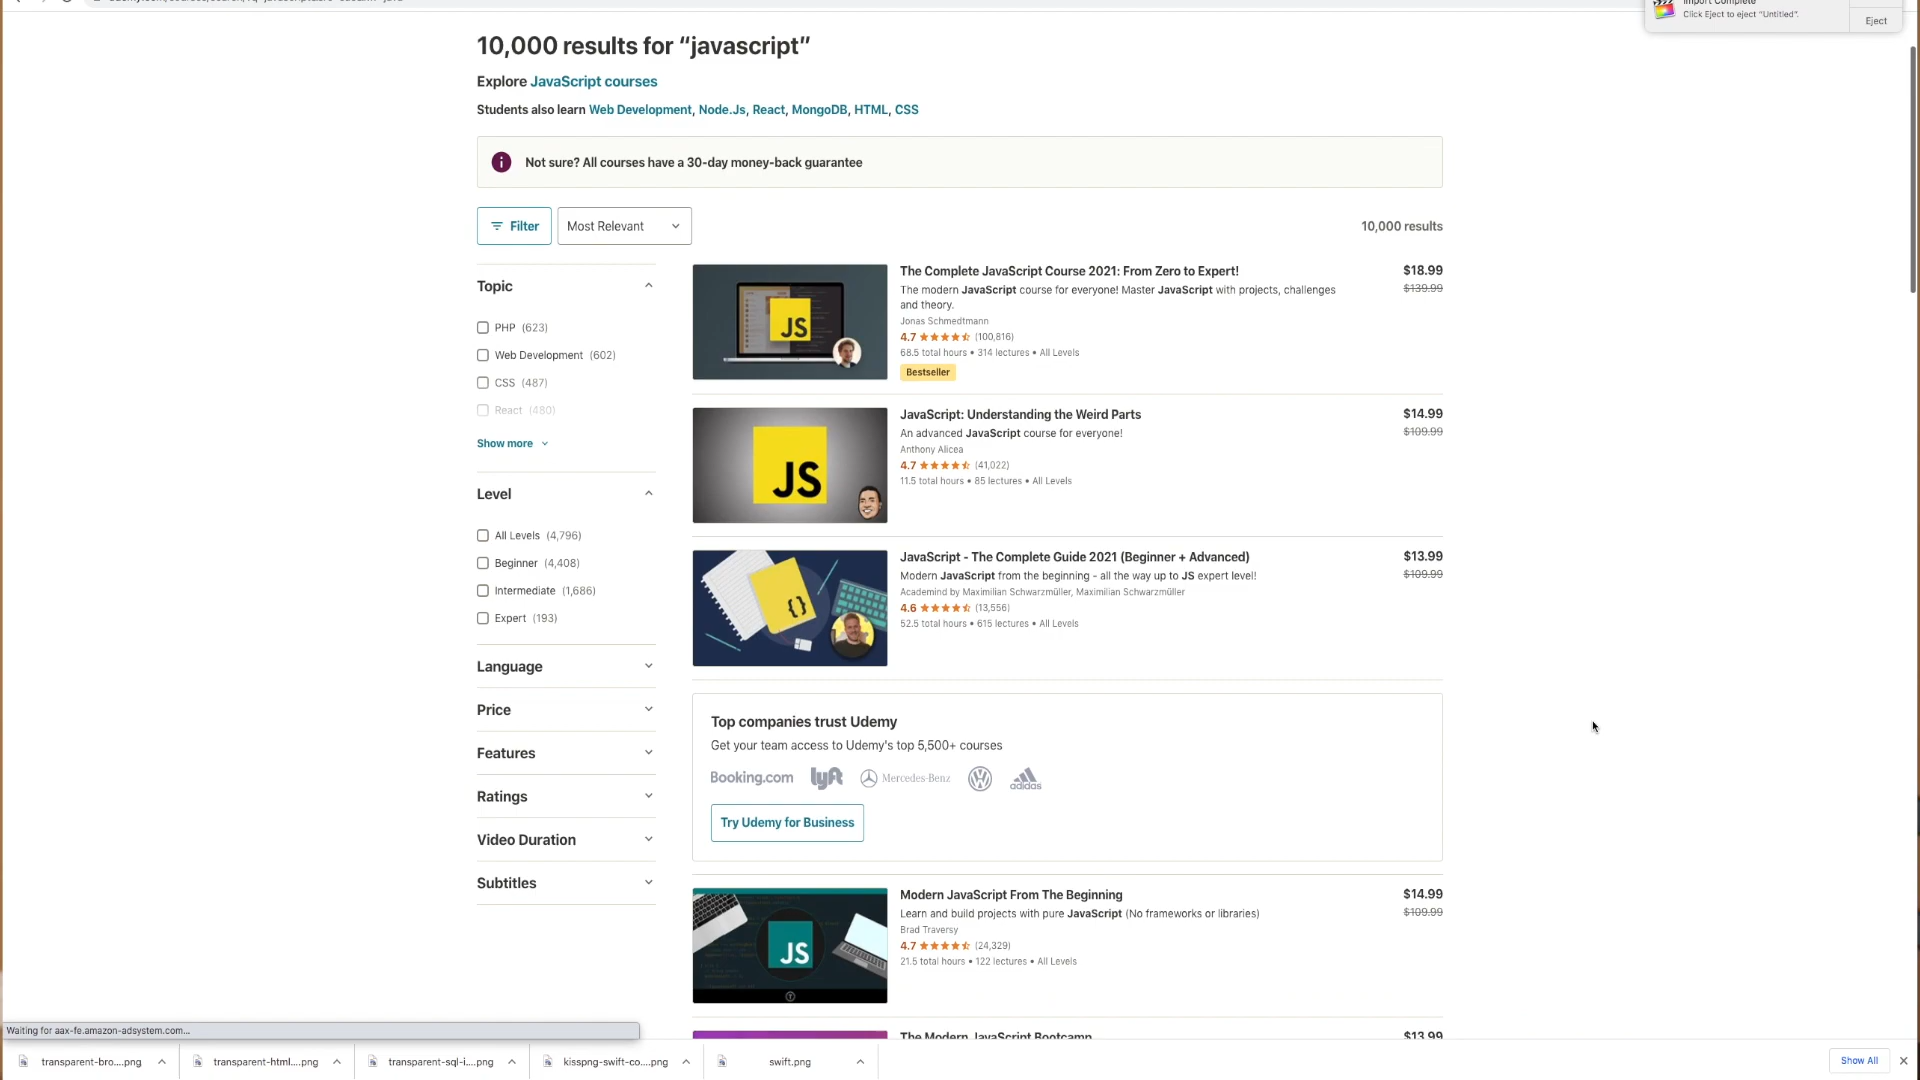 Import Complete
Click Eject to eject "Untitled".
Eject
10,000 results for “javascript”
Explore JavaScript courses
Students also learn Web Development, Node.Js, React, MongoDB, HTML, CSS
Not sure? All courses have a 30-day money-back guarantee
Filter
Most Relevant
10,000 results
Topic
PHP (623)
Web Development (602)
CSS (487)
React (480)
Show more
Level
All Levels (4,796)
Beginner (4,408)
Intermediate (1,686)
Expert (193)
Language
Price
Features
Ratings
Video Duration
Subtitles
JS
The Complete JavaScript Course 2021: From Zero to Expert!
$18.99
The modern JavaScript course for everyone! Master JavaScript with projects, challenges
$139.99
and theory.
Jonas Schmedtmann
4.7 (100,816)
68.5 total hours • 314 lectures • All Levels
Bestseller
JS
JavaScript: Understanding the Weird Parts
$14.99
An advanced JavaScript course for everyone!
$109.99
Anthony Alicea
4.7 (41,022)
11.5 total hours • 85 lectures • All Levels
{}
JavaScript - The Complete Guide 2021 (Beginner + Advanced)
$13.99
Modern JavaScript from the beginning - all the way up to JS expert level!
$109.99
Academind by Maximilian Schwarzmüller, Maximilian Schwarzmüller
4.6 (13,556)
52.5 total hours • 615 lectures • All Levels
Top companies trust Udemy
Get your team access to Udemy's top 5,500+ courses
Booking.com lyft Mercedes-Benz adidas
Try Udemy for Business
JS
Modern JavaScript From The Beginning
$14.99
Learn and build projects with pure JavaScript (No frameworks or libraries)
$109.99
Brad Traversy
4.7 (24,329)
21.5 total hours • 122 lectures • All Levels
The Modern JavaScript Bootcamp
$13.99
Waiting for aax-fe.amazon-adsystem.com...
transparent-bro....png
transparent-html....png
transparent-sql-i....png
kisspng-swift-co....png
swift.png
Show All